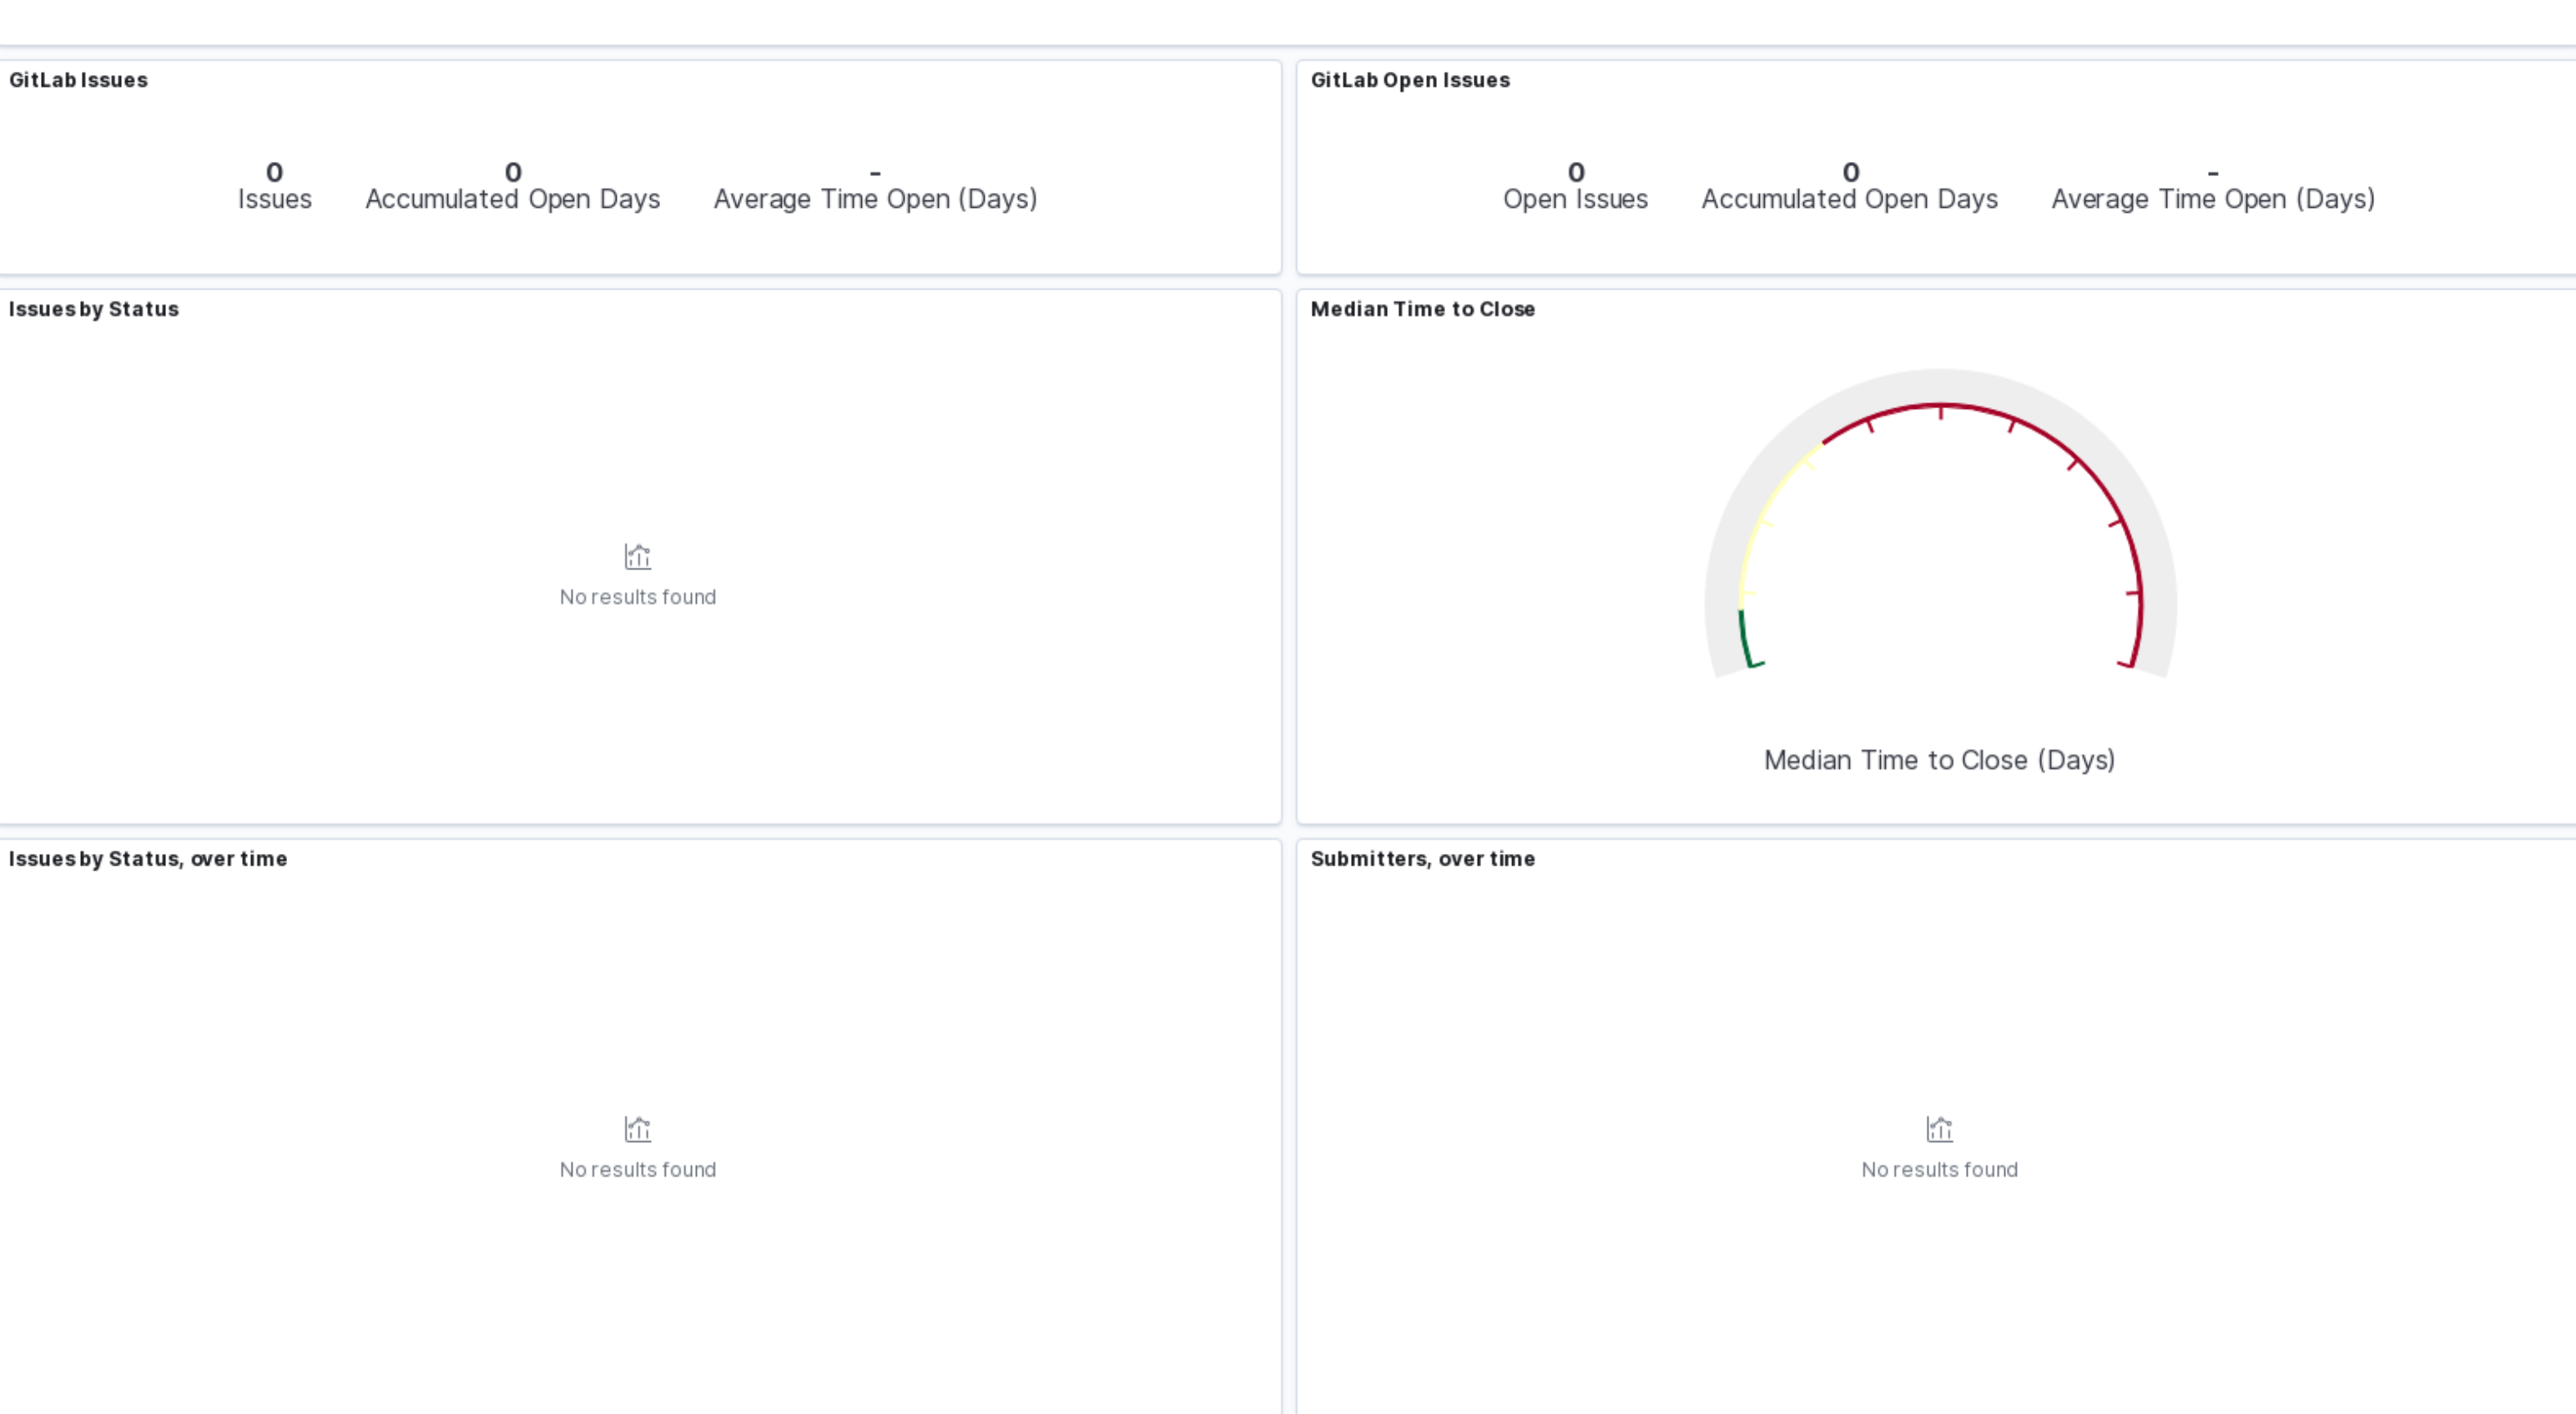 GitLab Issues
0 0 -
Issues Accumulated Open Days Average Time Open (Days)
GitLab Open Issues
0 0 -
Open Issues Accumulated Open Days Average Time Open (Days)
Issues by Status
No results found
Median Time to Close
Median Time to Close (Days)
Issues by Status, over time
No results found
Submitters, over time
No results found